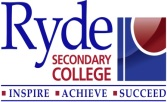 Ryde
SECONDARY
COLLEGE
▪ INSPIRE ▪ ACHIEVE ▪ SUCCEED